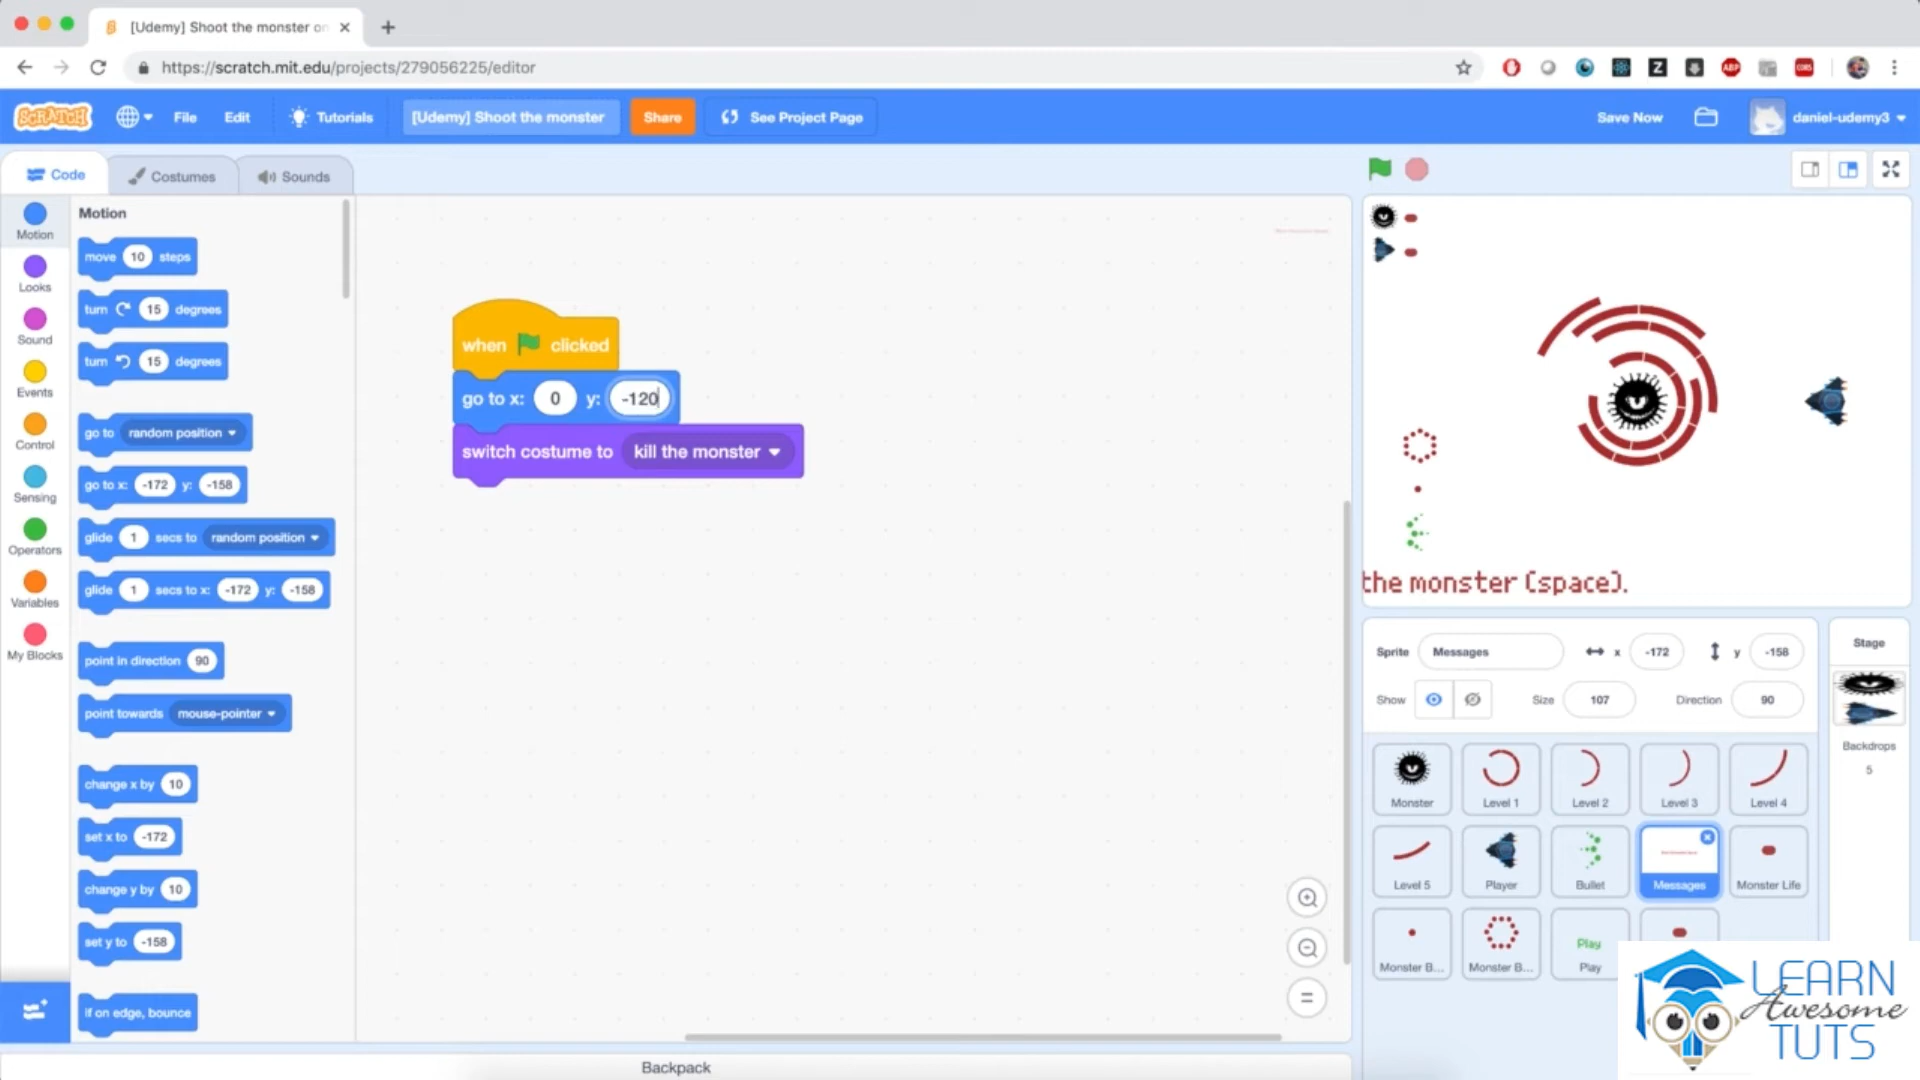 [Udemy] Shoot the monster on
https://scratch.mit.edu/projects/279056225/editor
ABP
CORS
SCRATCH
File
Edit
Tutorials
[Udemy] Shoot the monster
Share
See Project Page
Save Now
daniel-udemy3
Code
Costumes
Sounds
Motion
Looks
Sound
Events
Control
Sensing
Operators
Variables
My Blocks
Motion
move 10 steps
turn 15 degrees
turn 15 degrees
go to random position
go to x: -172 y: -158
glide 1 secs to random position
glide 1 secs to x: -172 y: -158
point in direction 90
point towards mouse-pointer
change x by 10
set x to -172
change y by 10
set y to -158
if on edge, bounce
when clicked
go to x: 0 y: -120
switch costume to kill the monster
the monster (space).
Sprite Messages x -172 y -158
Show Size 107 Direction 90
Stage
Backdrops
5
Monster
Level 1
Level 2
Level 3
Level 4
Level 5
Player
Bullet
Messages
Monster Life
Monster B...
Monster B...
Play
Play
Backpack
LEARN
Awesome
TUTS